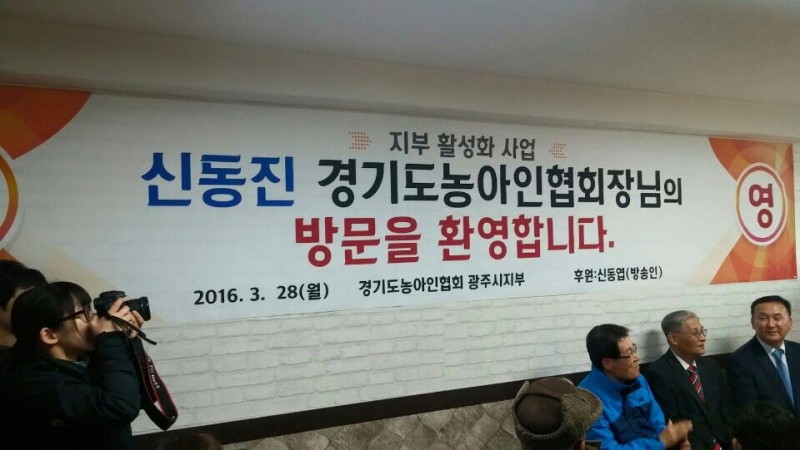 지부 활성화 사업
신동진 경기도농아인협회장님의
방문을 환영합니다.
영
2016. 3. 28(월) 경기도농아인협회 광주시지부 후원:신동엽(방송인)